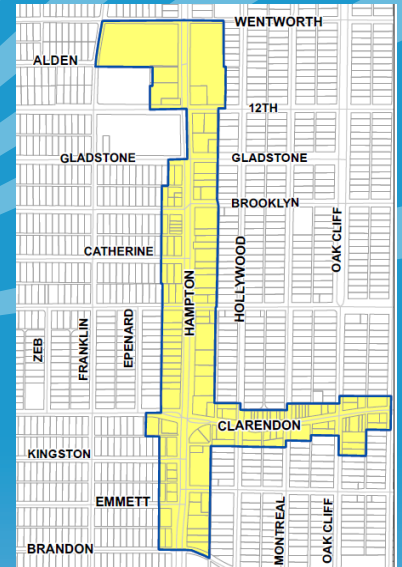 WENTWORTH
ALDEN
12TH
GLADSTONE
GLADSTONE
BROOKLYN
CATHERINE
OAK CLIFF
HOLLYWOOD
HAMPTON
ZEB
FRANKLIN
EPENARD
CLARENDON
KINGSTON
EMMETT
MONTREAL
OAK CLIFF
BRANDON